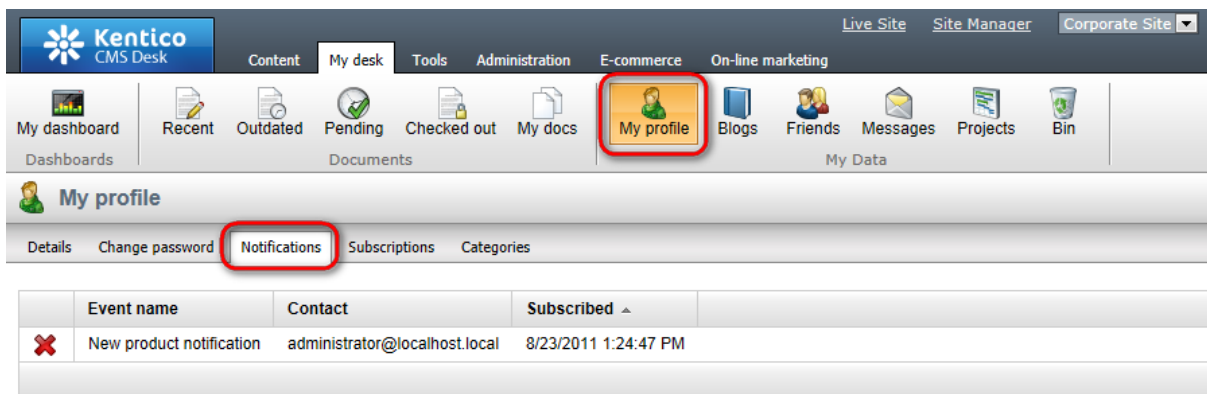 Live Site Site Manager Corporate Site
Kentico
CMS Desk
Content My desk Tools Administration E-commerce On-line marketing
My dashboard Recent Outdated Pending Checked out My docs My profile Blogs Friends Messages Projects Bin
Dashboards Documents My Data
My profile
Details Change password Notifications Subscriptions Categories
Event name Contact Subscribed
New product notification administrator@localhost.local 8/23/2011 1:24:47 PM